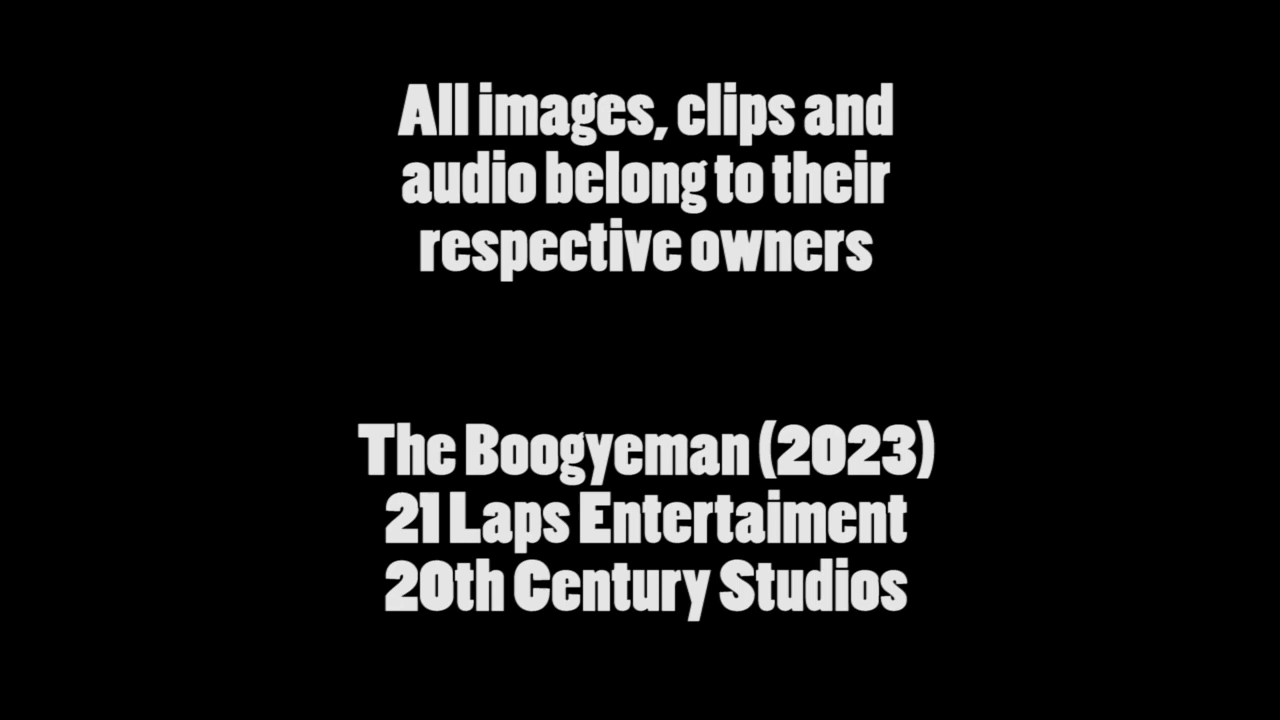 All images, clips and
audio belong to their
respective owners
The Boogyeman (2023)
21 Laps Entertaiment
20th Century Studios